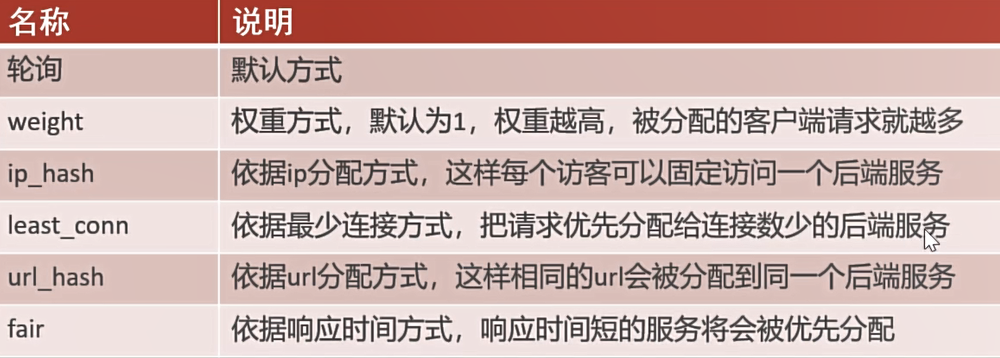 名称 说明
轮询 默认方式
weight 权重方式，默认为1，权重越高，被分配的客户端请求就越多
ip_hash 依据ip分配方式，这样每个访客可以固定访问一个后端服务
least_conn 依据最少连接方式，把请求优先分配给连接数少的后端服务
url_hash 依据url分配方式，这样相同的url会被分配到同一个后端服务
fair 依据响应时间方式，响应时间短的服务将会被优先分配